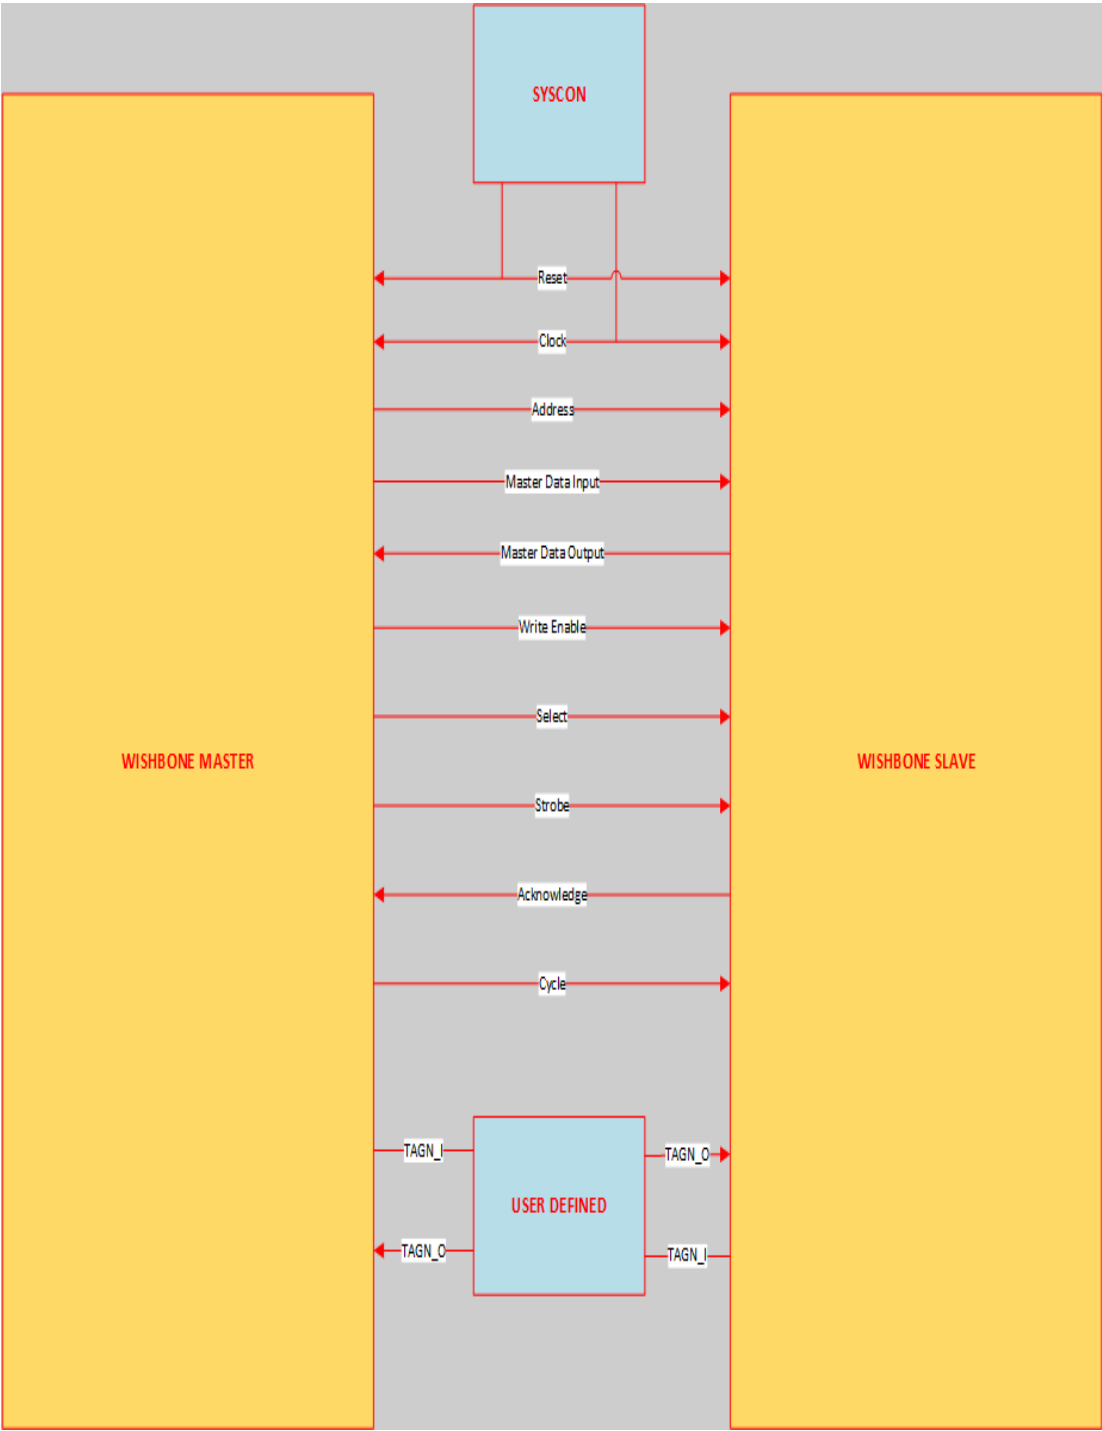 SYSCON
Reset
Clock
Address
Master Data Input
Master Data Output
Write Enable
Select
WISHBONE MASTER
WISHBONE SLAVE
Strobe
Acknowledge
Cycle
TAGN_I
TAGN_O
USER DEFINED
TAGN_O
TAGN_I